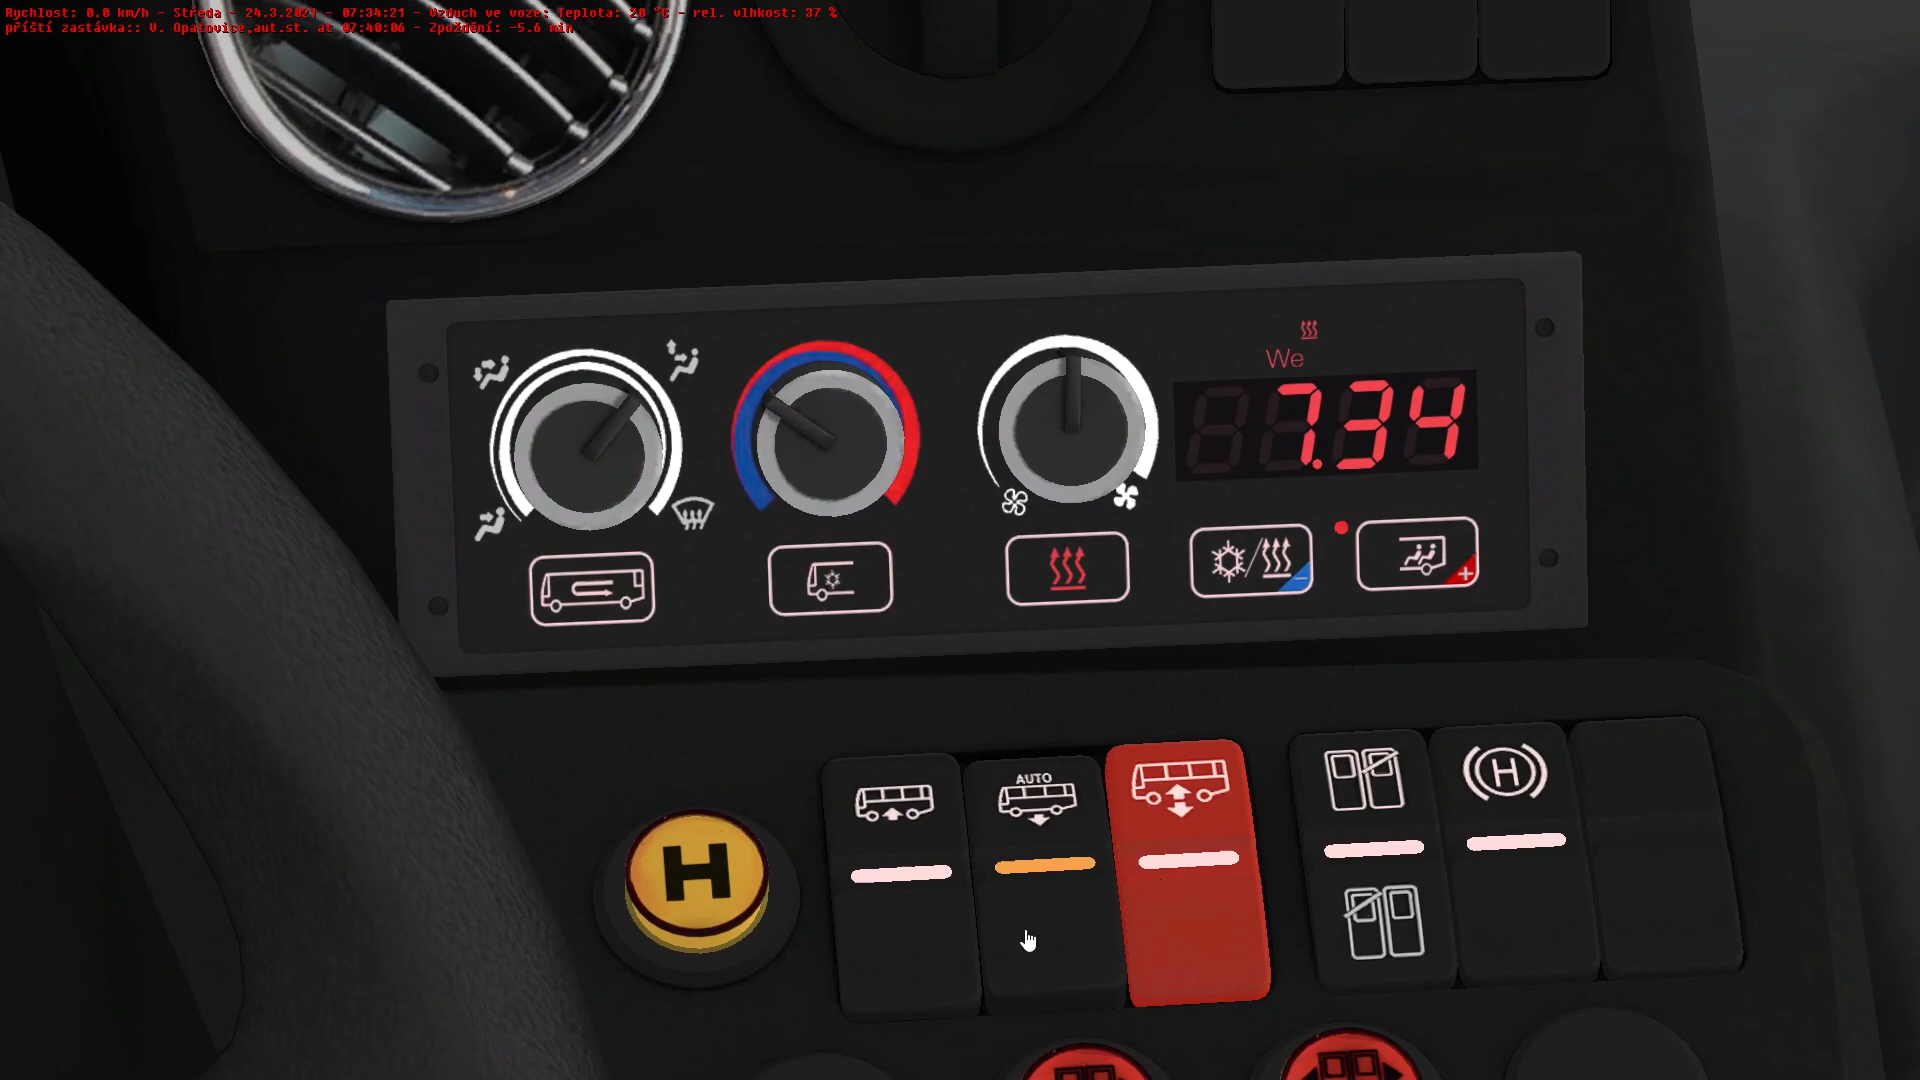 Rychlost: 0.0 km/h - Středa - 24.3.2021 - 07:34:21 - Vzduch ve voze: Teplota: 20 °C - rel. vlhkost: 37 %
příští zastávka:: V. Opatovice,aut.st. at 07:40:06 - Zpoždění: -5.6 min
We
7.34
AUTO
H
H